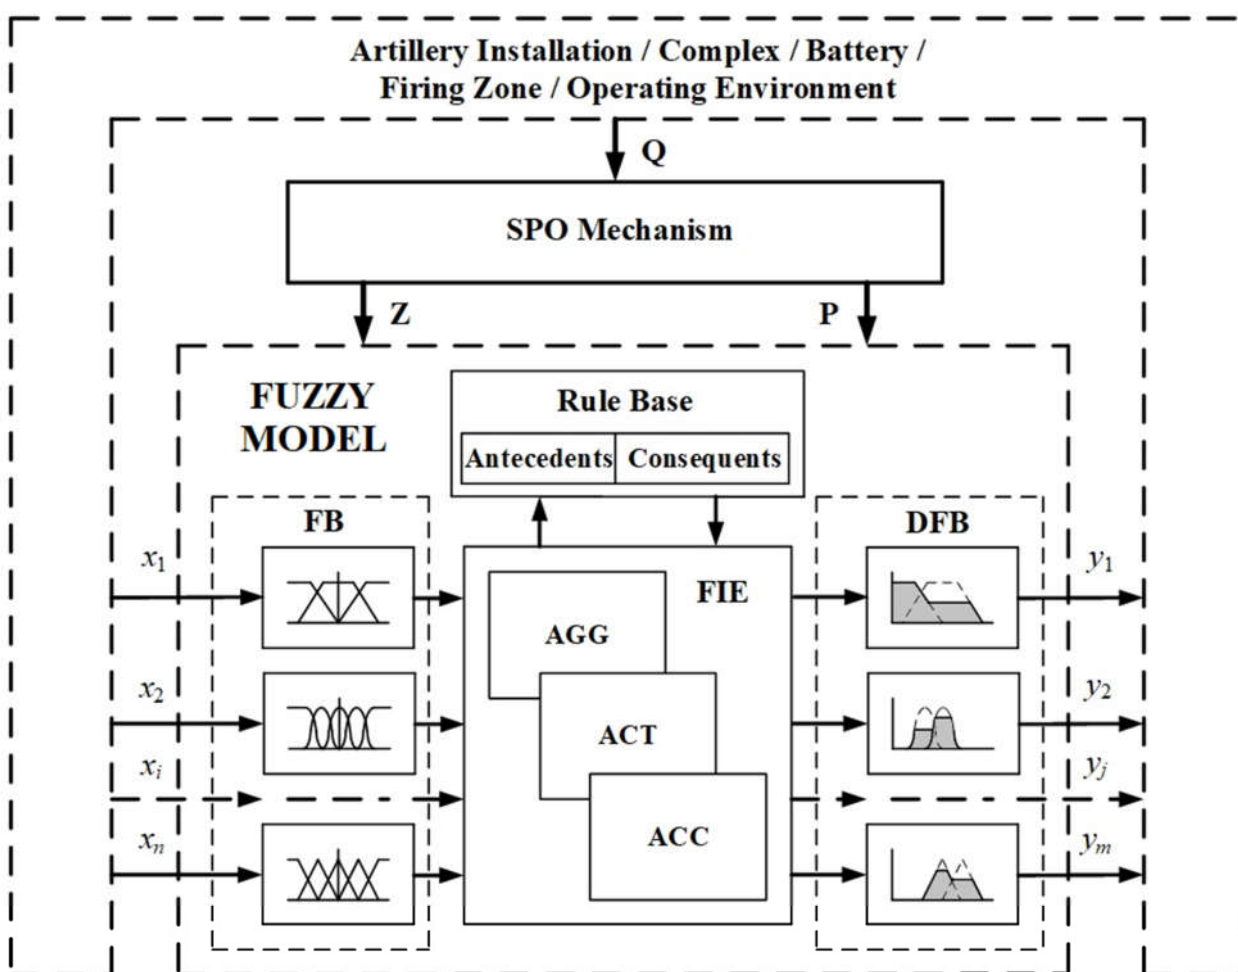 Artillery Installation / Complex / Battery /
Firing Zone / Operating Environment
Q
SPO Mechanism
Z
P
FUZZY
MODEL
Rule Base
Antecedents
Consequents
FB
DFB
FIE
AGG
ACT
ACC
x1
x2
xi
xn
y1
y2
yj
ym